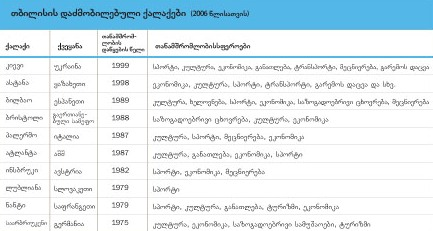 თბილისის დაძმობილებული ქალაქები (2006 წლისათვის)
ქალაქი ქვეყანა თანამშრომ-
ლობის
დაწყების წელი თანამშრომლობის სფეროები
კიევი უკრაინა 1999 სპორტი, კულტურა, ეკონომიკა, განათლება, ტრანსპორტი, მეცნიერება, გარემოს დაცვა
ასტანა ყაზახეთი 1998 ეკონომიკა, კულტურა, სპორტი, ტრანსპორტი, გარემოს დაცვა და სხვ.
ბილბაო ესპანეთი 1989 კულტურა, ხელოვნება, სპორტი, ეკონომიკა, საზოგადოებრივი ცხოვრება, მეცნიერება
ბრისტოლი გაერთიანე-
ბული სამეფო 1988 საზოგადოებრივი ცხოვრება, კულტურა, ეკონომიკა
პალერმო იტალია 1987 კულტურა, სპორტი, მეცნიერება, ეკონომიკა
ატლანტა აშშ 1987 კულტურა, განათლება, ეკონომიკა, სპორტი
ინსბრუკი ავსტრია 1982 სპორტი, ეკონომიკა, მეცნიერება
ლუბლიანა სლოვაკეთი 1979 სპორტი
ნანტი საფრანგეთი 1979 სპორტი, კულტურა, განათლება, ტურიზმი, ეკონომიკა
საარბრიუკენი გერმანია 1975 კულტურა, ეკონომიკა, საზოგადოებრივი სამუშაოები, ტურიზმი